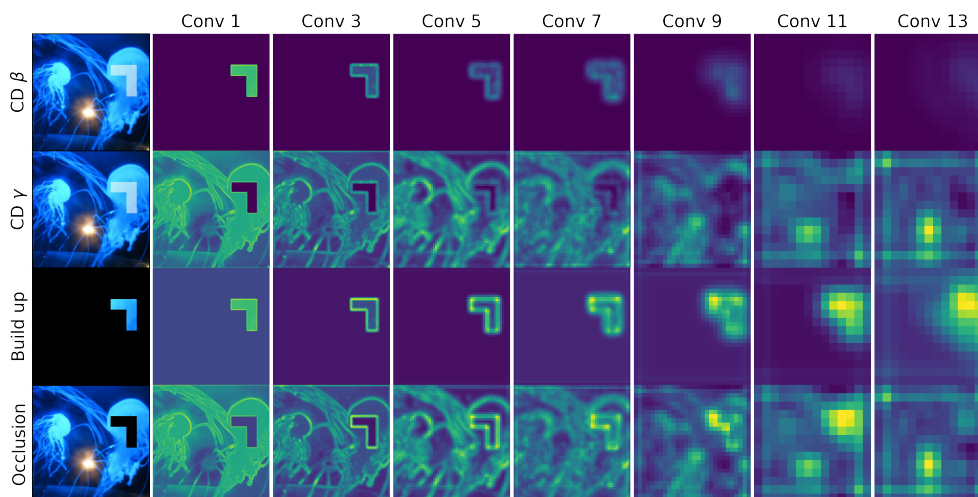 Conv 1 Conv 3 Conv 5 Conv 7 Conv 9 Conv 11 Conv 13
CD β
CD γ
Build up
Occlusion